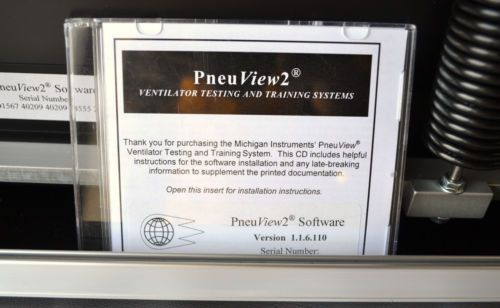 PneuView2®
VENTILATOR TESTING AND TRAINING SYSTEMS
Thank you for purchasing the Michigan Instruments' PneuView®
Ventilator Testing and Training System. This CD includes helpful
instructions for the software installation and any late-breaking
information to supplement the printed documentation.
Open this insert for installation instructions.
PneuView2® Software
Version 1.1.6.110
Serial Number:
PneuView2® Software
Serial Number
01567 40209 40209